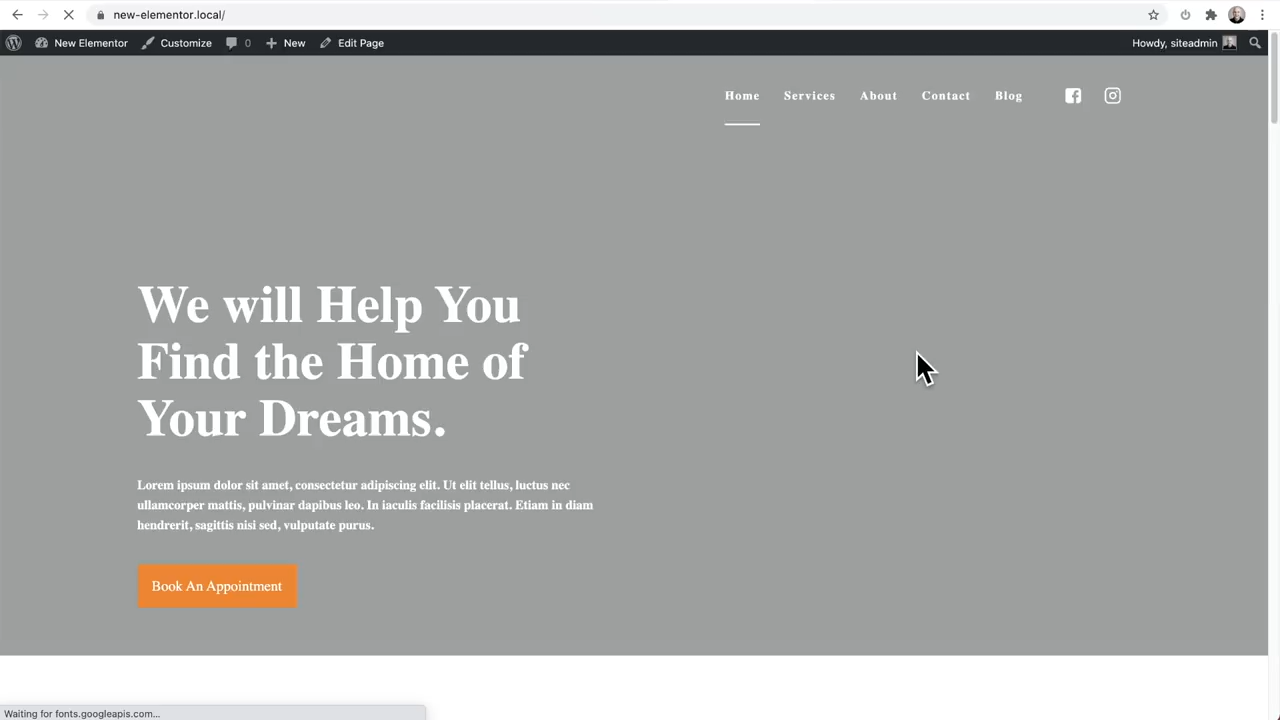 new-elementor.local/
New Elementor Customize 0 New Edit Page Howdy, siteadmin
Home Services About Contact Blog
We will Help You
Find the Home of
Your Dreams.
Lorem ipsum dolor sit amet, consectetur adipiscing elit. Ut elit tellus, luctus nec
ullamcorper mattis, pulvinar dapibus leo. In iaculis facilisis placerat. Etiam in diam
hendrerit, sagittis nisi sed, vulputate purus.
Book An Appointment
Waiting for fonts.googleapis.com...